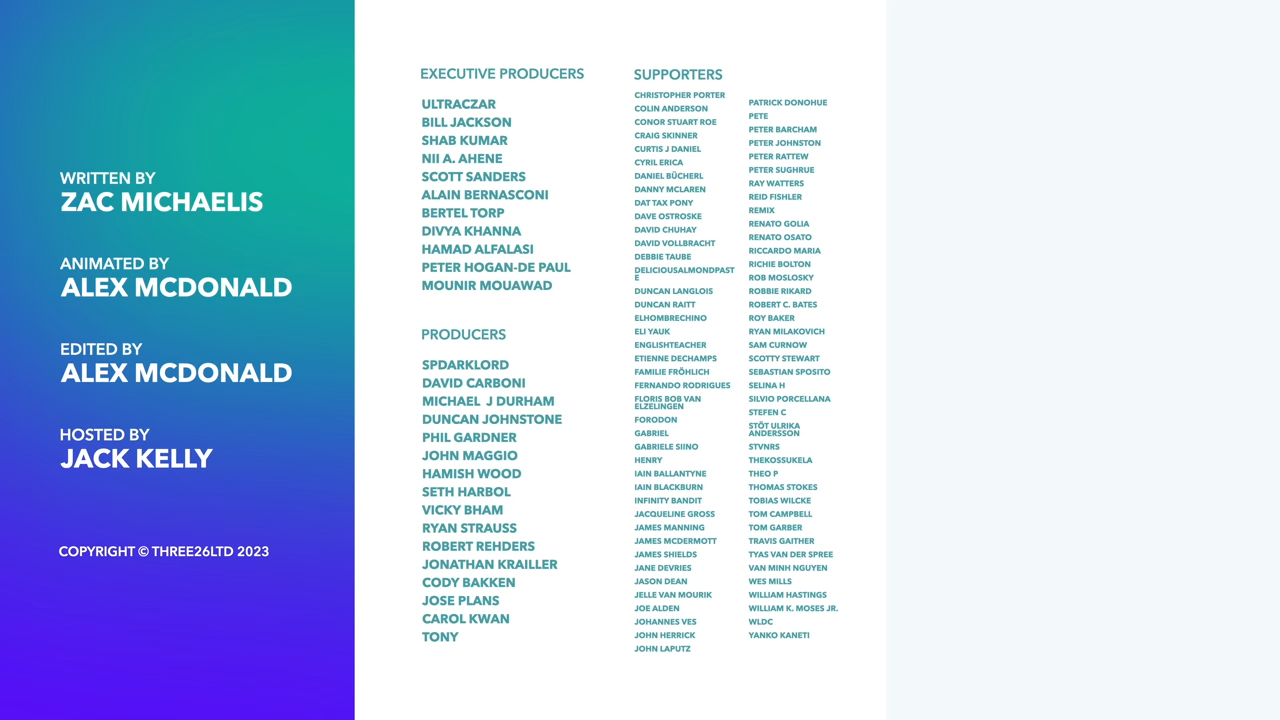 WRITTEN BY
ZAC MICHAELIS
ANIMATED BY
ALEX MCDONALD
EDITED BY
ALEX MCDONALD
HOSTED BY
JACK KELLY
COPYRIGHT © THREE26LTD 2023
EXECUTIVE PRODUCERS
ULTRACZAR
BILL JACKSON
SHAB KUMAR
NII A. AHENE
SCOTT SANDERS
ALAIN BERNASCONI
BERTEL TORP
DIVYA KHANNA
HAMAD ALFALASI
PETER HOGAN-DE PAUL
MOUNIR MOUAWAD
PRODUCERS
SPDARKLORD
DAVID CARBONI
MICHAEL  J DURHAM
DUNCAN JOHNSTONE
PHIL GARDNER
JOHN MAGGIO
HAMISH WOOD
SETH HARBOL
VICKY BHAM
RYAN STRAUSS
ROBERT REHDERS
JONATHAN KRAILLER
CODY BAKKEN
JOSE PLANS
CAROL KWAN
TONY
SUPPORTERS
CHRISTOPHER PORTER
COLIN ANDERSON
CONOR STUART ROE
CRAIG SKINNER
CURTIS J DANIEL
CYRIL ERICA
DANIEL BÜCHERL
DANNY MCLAREN
DAT TAX PONY
DAVE OSTROSKE
DAVID CHUHAY
DAVID VOLLBRACHT
DEBBIE TAUBE
DELICIOUSALMONDPAST
E
DUNCAN LANGLOIS
DUNCAN RAITT
ELHOMBRECHINO
ELI YAUK
ENGLISHTEACHER
ETIENNE DECHAMPS
FAMILIE FRÖHLICH
FERNANDO RODRIGUES
FLORIS BOB VAN
ELZELINGEN
FORODON
GABRIEL
GABRIELE SIINO
HENRY
IAIN BALLANTYNE
IAIN BLACKBURN
INFINITY BANDIT
JACQUELINE GROSS
JAMES MANNING
JAMES MCDERMOTT
JAMES SHIELDS
JANE DEVRIES
JASON DEAN
JELLE VAN MOURIK
JOE ALDEN
JOHANNES VES
JOHN HERRICK
JOHN LAPUTZ
PATRICK DONOHUE
PETE
PETER BARCHAM
PETER JOHNSTON
PETER RATTEW
PETER SUGHRUE
RAY WATTERS
REID FISHLER
REMIX
RENATO GOLIA
RENATO OSATO
RICCARDO MARIA
RICHIE BOLTON
ROB MOSLOSKY
ROBBIE RIKARD
ROBERT C. BATES
ROY BAKER
RYAN MILAKOVICH
SAM CURNOW
SCOTTY STEWART
SEBASTIAN SPOSITO
SELINA H
SILVIO PORCELLANA
STEFEN C
STÖT ULRIKA
ANDERSSON
STVNRS
THEKOSSUKELA
THEO P
THOMAS STOKES
TOBIAS WILCKE
TOM CAMPBELL
TOM GARBER
TRAVIS GAITHER
TYAS VAN DER SPREE
VAN MINH NGUYEN
WES MILLS
WILLIAM HASTINGS
WILLIAM K. MOSES JR.
WLDC
YANKO KANETI